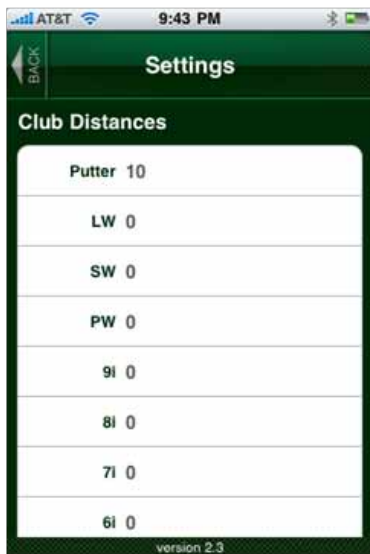 AT&T 9:43 PM
BACK
Settings
Club Distances
Putter 10
LW 0
SW 0
PW 0
9i 0
8i 0
7i 0
6i 0
version 2.3